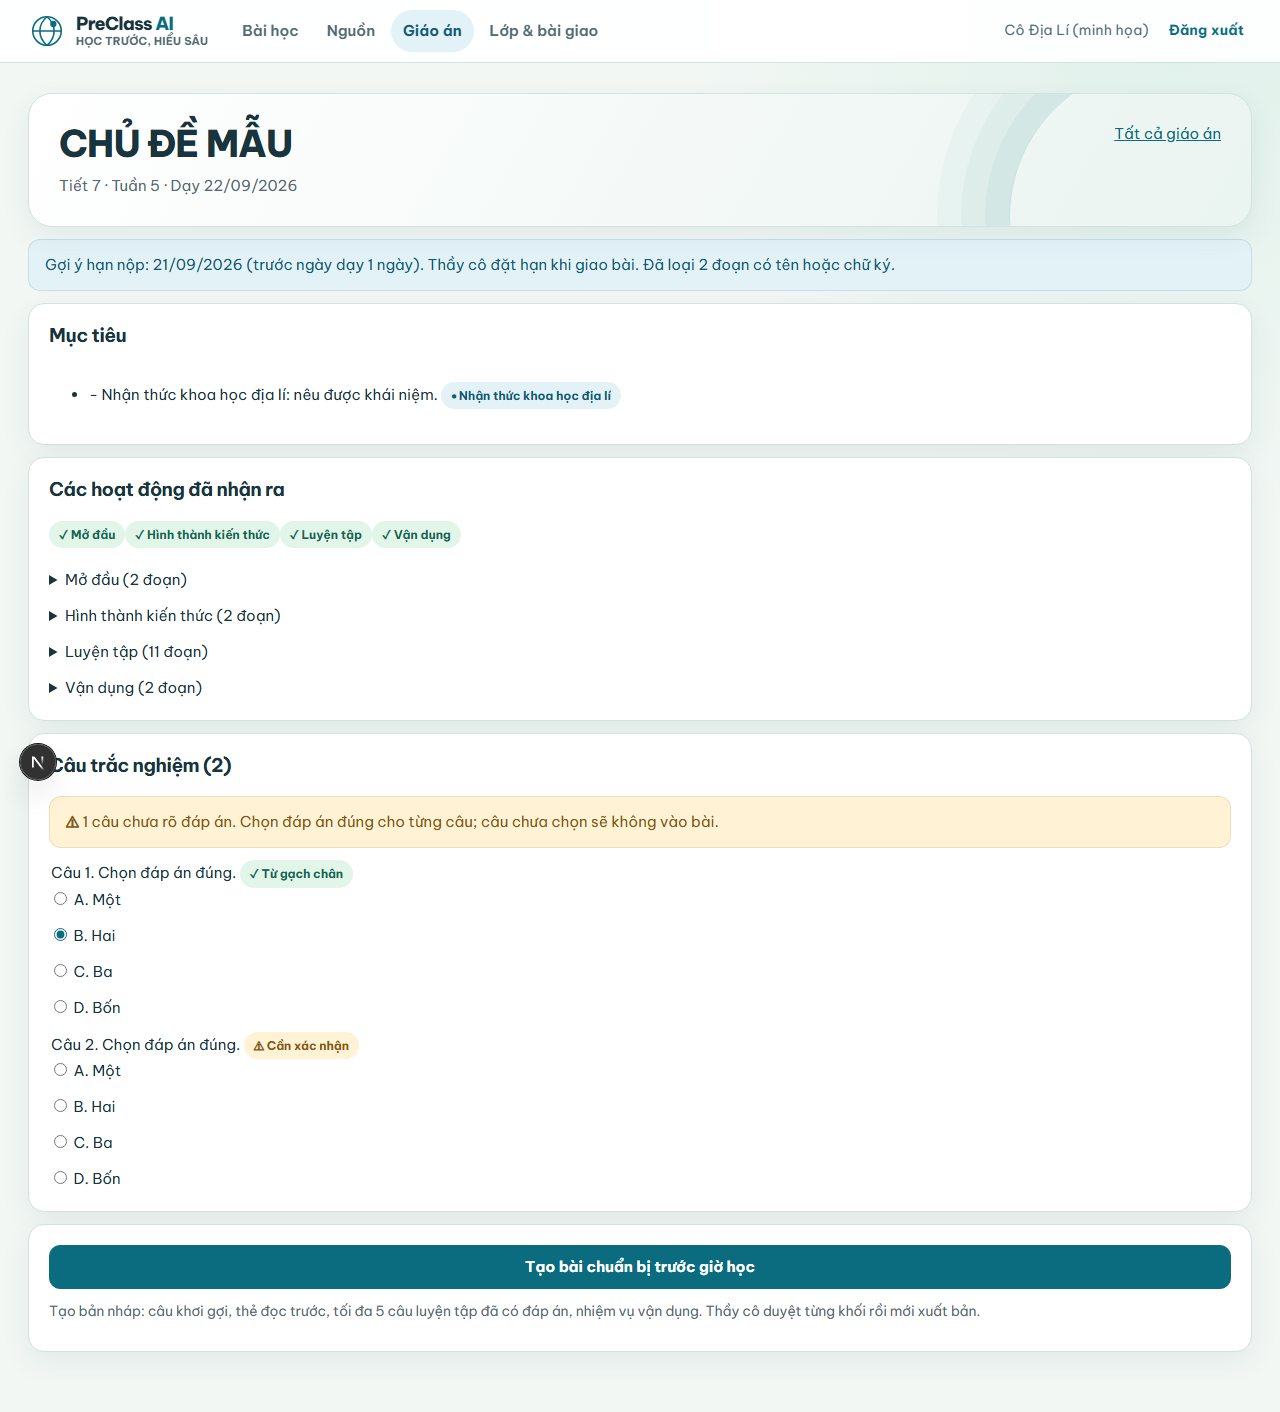 PreClass AI
HỌC TRƯỚC, HIỂU SÂU
Bài học
Nguồn
Giáo án
Lớp & bài giao
Cô Địa Lí (minh họa)
Đăng xuất
CHỦ ĐỀ MẪU
Tất cả giáo án
Tiết 7 · Tuần 5 · Dạy 22/09/2026
Gợi ý hạn nộp: 21/09/2026 (trước ngày dạy 1 ngày). Thầy cô đặt hạn khi giao bài. Đã loại 2 đoạn có tên hoặc chữ ký.
Mục tiêu
• - Nhận thức khoa học địa lí: nêu được khái niệm. • Nhận thức khoa học địa lí
Các hoạt động đã nhận ra
✓ Mở đầu ✓ Hình thành kiến thức ✓ Luyện tập ✓ Vận dụng
▶ Mở đầu (2 đoạn)
▶ Hình thành kiến thức (2 đoạn)
▶ Luyện tập (11 đoạn)
▶ Vận dụng (2 đoạn)
N
Câu trắc nghiệm (2)
⚠ 1 câu chưa rõ đáp án. Chọn đáp án đúng cho từng câu; câu chưa chọn sẽ không vào bài.
Câu 1. Chọn đáp án đúng. ✓ Từ gạch chân
A. Một
B. Hai
C. Ba
D. Bốn
Câu 2. Chọn đáp án đúng. ⚠ Cần xác nhận
A. Một
B. Hai
C. Ba
D. Bốn
Tạo bài chuẩn bị trước giờ học
Tạo bản nháp: câu khơi gợi, thẻ đọc trước, tối đa 5 câu luyện tập đã có đáp án, nhiệm vụ vận dụng. Thầy cô duyệt từng khối rồi mới xuất bản.